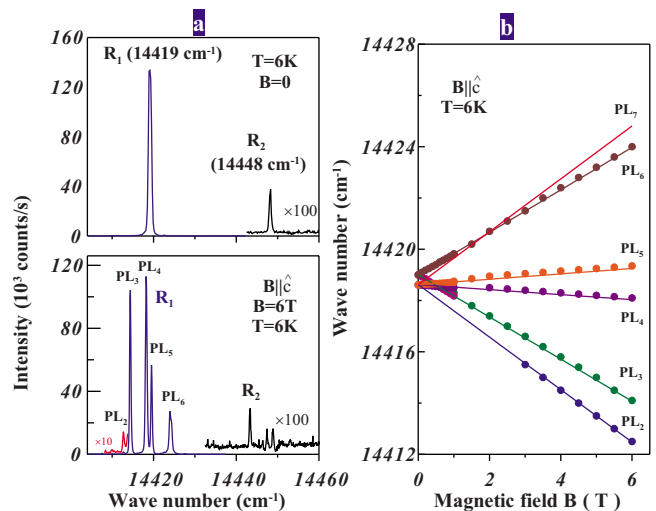 a
160
120
80
40
0
R₁ (14419 cm⁻¹)
T=6K
B=0
R₂
(14448 cm⁻¹)
×100
120
80
40
0
PL₄
PL₃
R₁
PL₅
PL₂
PL₆
×10
B||ĉ
B=6T
T=6K
R₂
×100
14420 14440 14460
Wave number (cm⁻¹)
Intensity (10³ counts/s)
b
14428
14424
14420
14416
14412
B||ĉ
T=6K
PL₇
PL₆
PL₅
PL₄
PL₃
PL₂
0 1 2 3 4 5 6
Magnetic field B ( T )
Wave number (cm⁻¹)